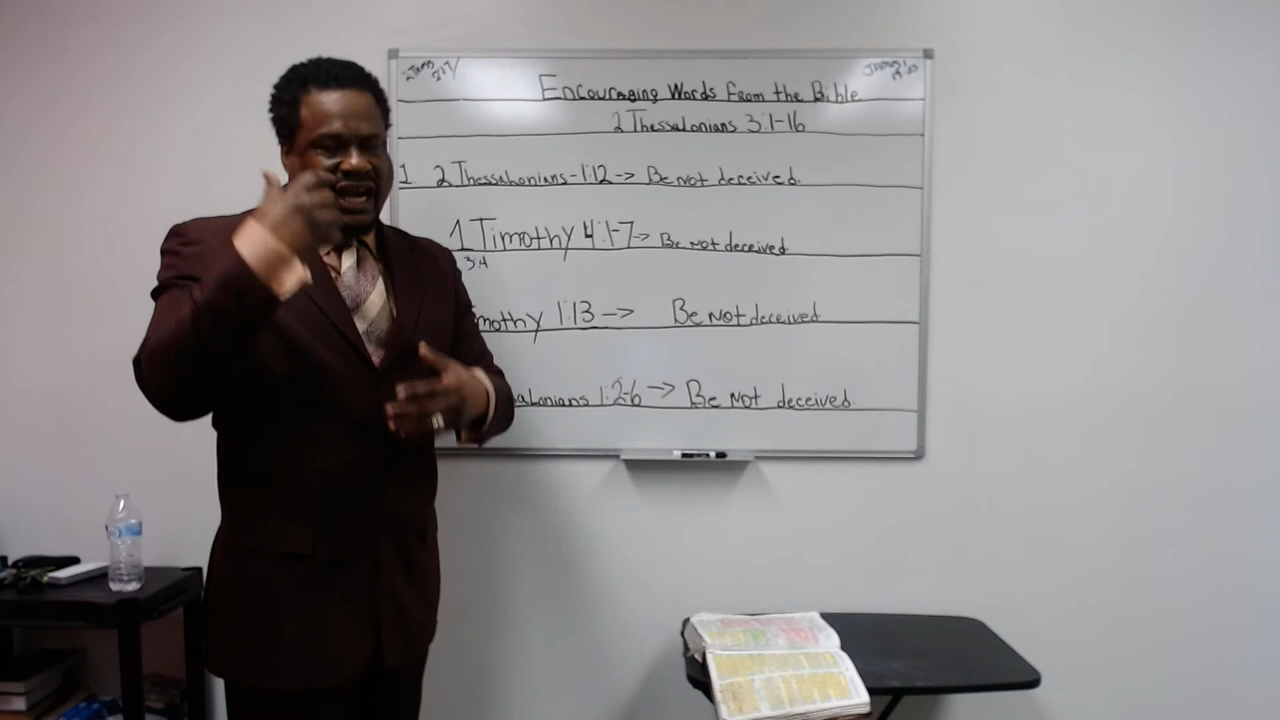 Encouraging Words From the Bible
2 Thessalonians 3:1-16
1 2 Thessalonians - 1:12 -> Be not deceived.
1 Timothy 4:1-7 -> Be not deceived
3:4
mothy 1:13 -> Be not deceived
alonians 1:2-6 -> Be not deceived.